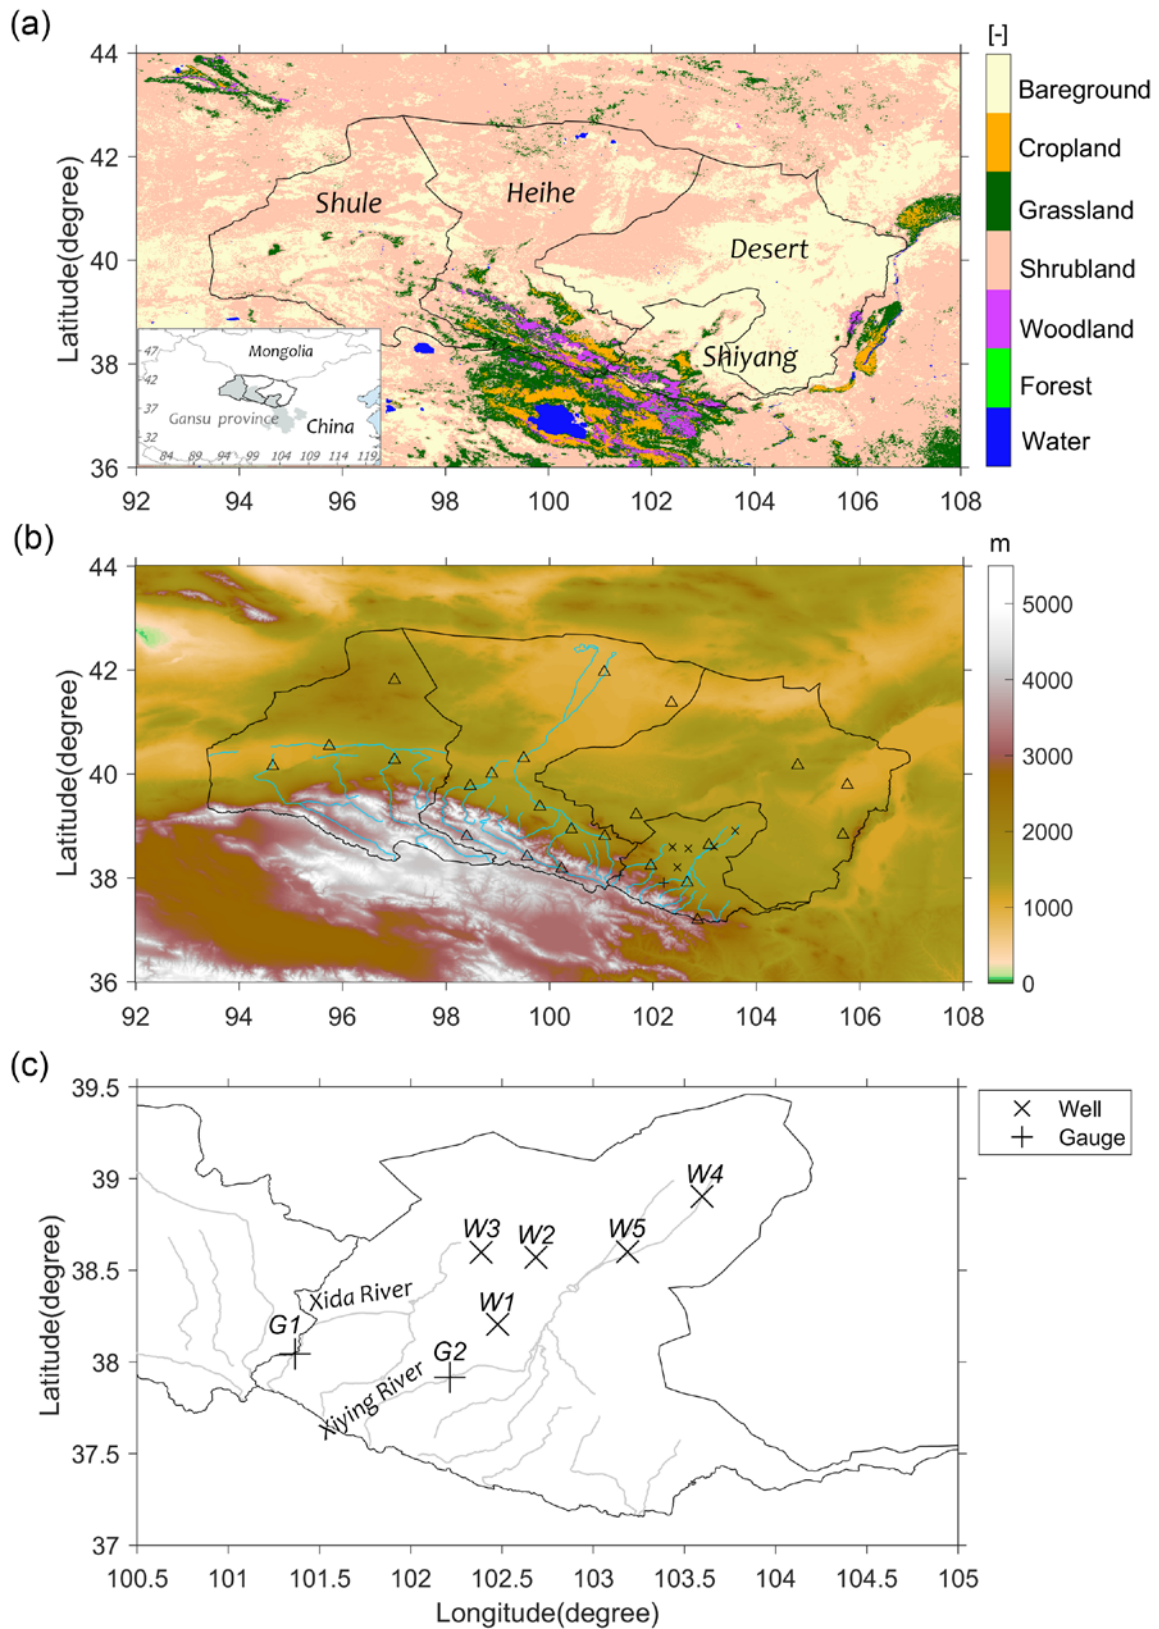 (a)
[-]
44
42
40
38
36
Latitude(degree)
Shule
Heihe
Desert
Shiyang
Bareground
Cropland
Grassland
Shrubland
Woodland
Forest
Water
47
42
37
32
Mongolia
Gansu province
China
84 89 94 99 104 109 114 119
92 94 96 98 100 102 104 106 108
(b)
m
44
42
40
38
36
Latitude(degree)
5000
4000
3000
2000
1000
0
92 94 96 98 100 102 104 106 108
(c)
39.5
39
38.5
38
37.5
37
Latitude(degree)
Well
Gauge
W4
W3
W2
W5
Xida River
W1
G1
G2
Xiying River
100.5 101 101.5 102 102.5 103 103.5 104 104.5 105
Longitude(degree)